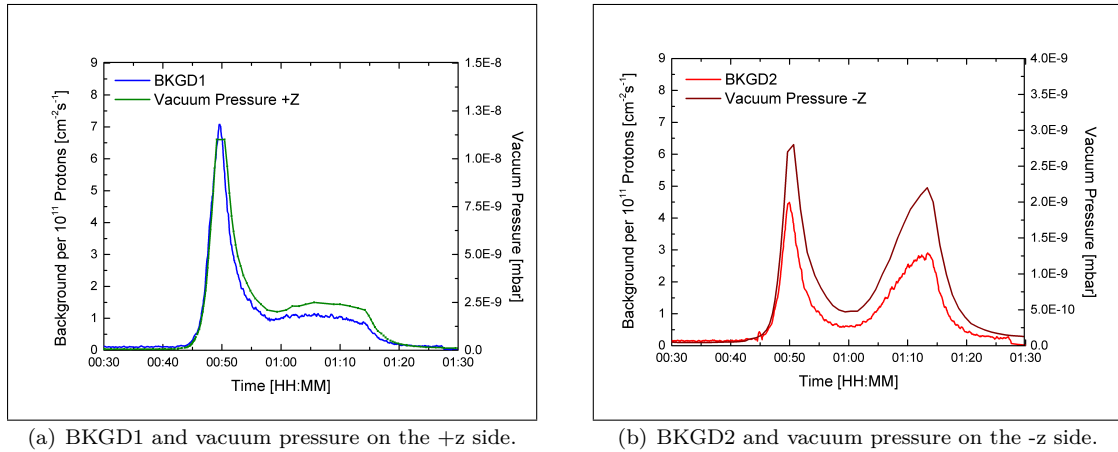 BKGD1
Vacuum Pressure +Z
Background per 10¹¹ Protons [cm⁻²s⁻¹]
9
8
7
6
5
4
3
2
1
0
1.5E-8
1.3E-8
1.0E-8
7.5E-9
5.0E-9
2.5E-9
0.0
Vacuum Pressure [mbar]
00:30 00:40 00:50 01:00 01:10 01:20 01:30
Time [HH:MM]
(a) BKGD1 and vacuum pressure on the +z side.
BKGD2
Vacuum Pressure -Z
Background per 10¹¹ Protons [cm⁻²s⁻¹]
9
8
7
6
5
4
3
2
1
0
4.0E-9
3.5E-9
3.0E-9
2.5E-9
2.0E-9
1.5E-9
1.0E-9
5.0E-10
0.0
Vacuum Pressure [mbar]
00:30 00:40 00:50 01:00 01:10 01:20 01:30
Time [HH:MM]
(b) BKGD2 and vacuum pressure on the -z side.